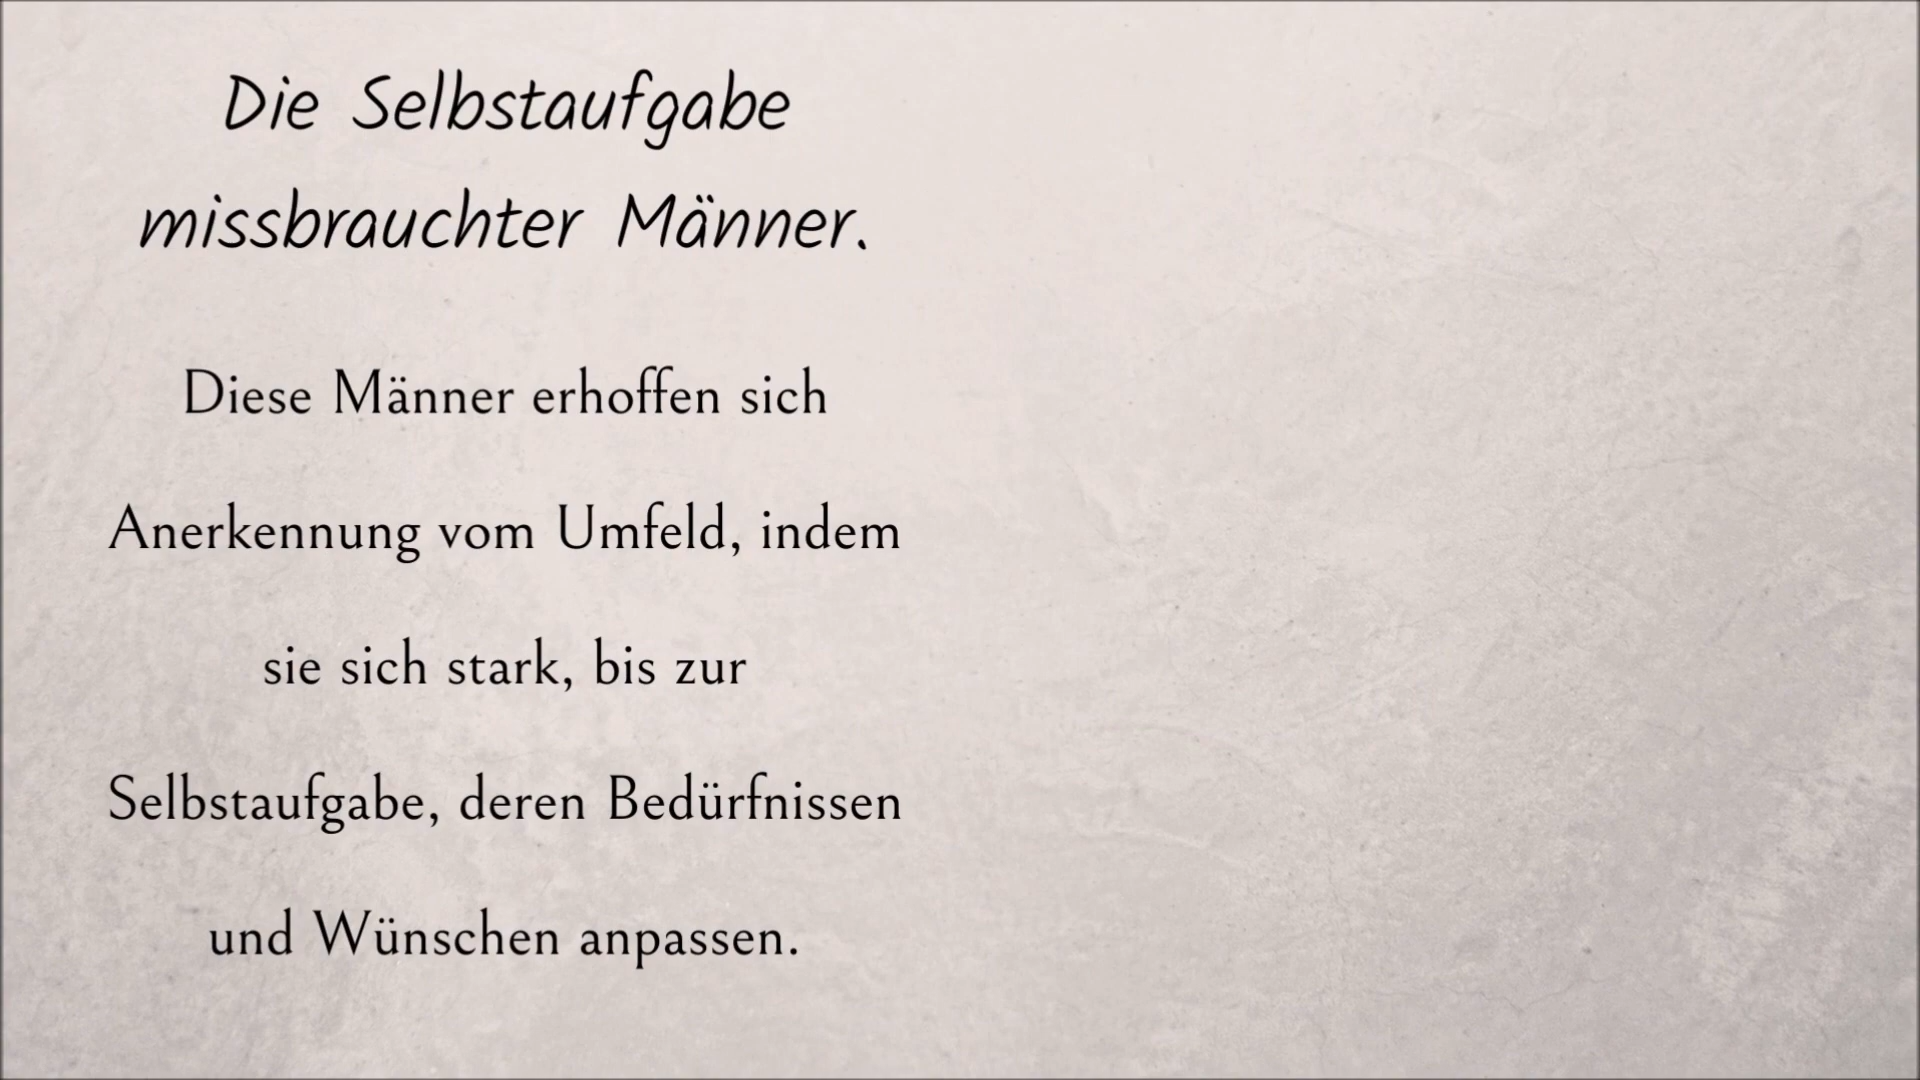 Die Selbstaufgabe
missbrauchter Männer.
Diese Männer erhoffen sich
Anerkennung vom Umfeld, indem
sie sich stark, bis zur
Selbstaufgabe, deren Bedürfnissen
und Wünschen anpassen.